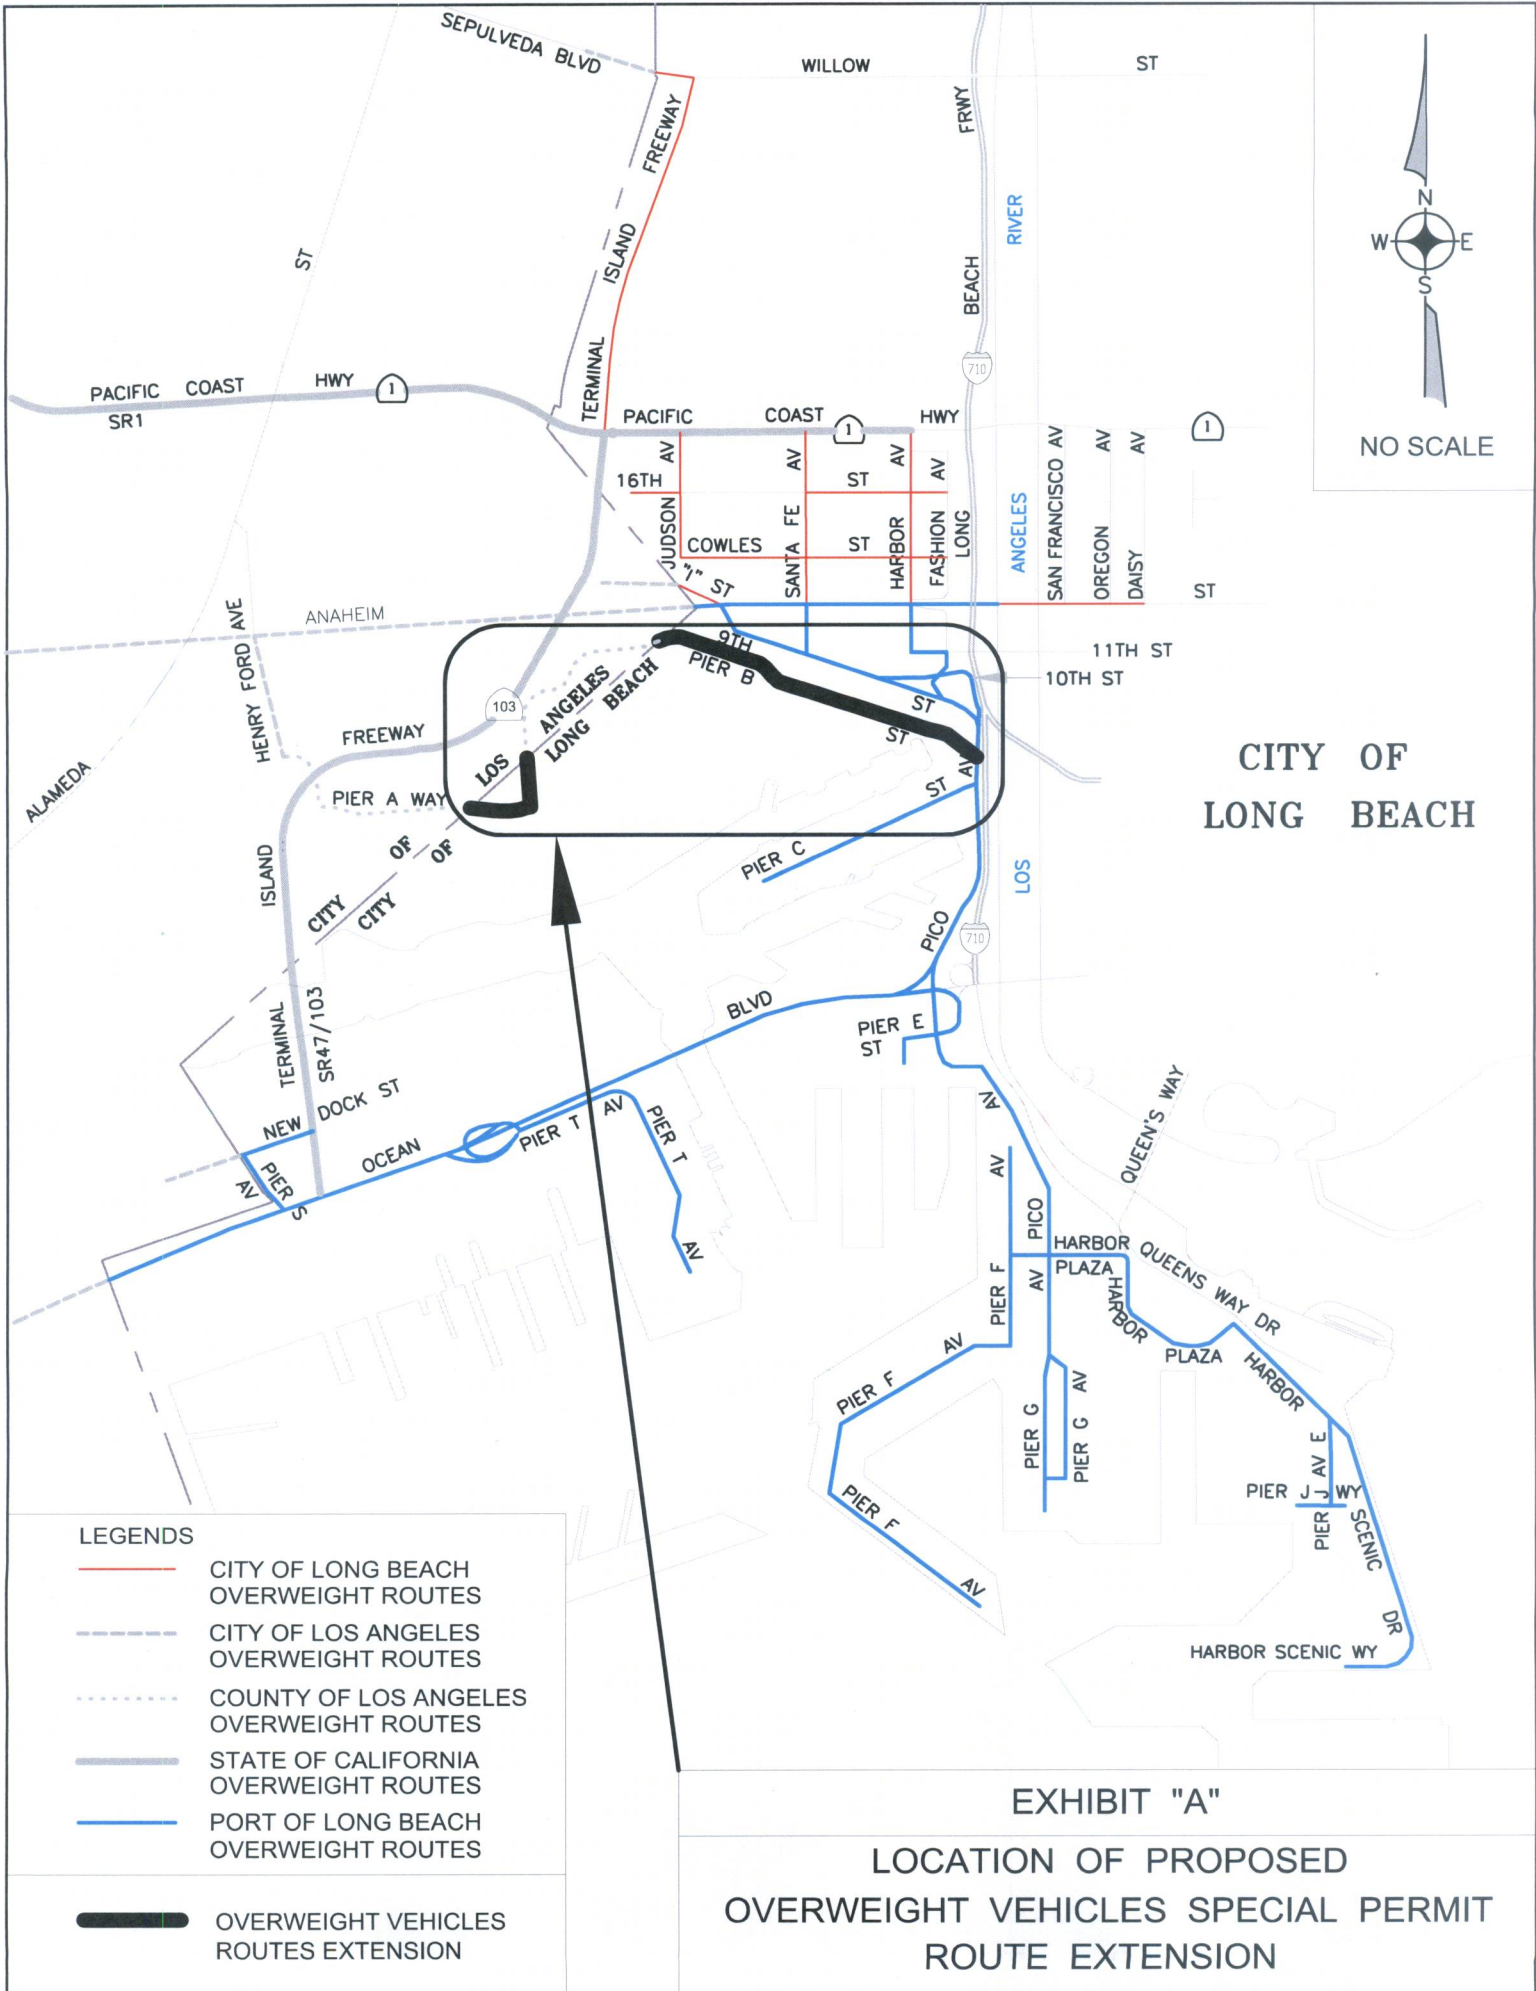 SEPULVEDA BLVD
WILLOW ST
FRWY
FREEWAY
ISLAND
TERMINAL
ST
RIVER
BEACH
710
N
W E
S
NO SCALE
PACIFIC COAST HWY 1
SR1
PACIFIC COAST 1 HWY
1
16TH ST
JUDSON AV
SANTA FE AV
HARBOR AV
FASHION AV
LONG
ANGELES
SAN FRANCISCO AV
OREGON AV
DAISY AV
COWLES ST
"I" ST
ST
ANAHEIM
HENRY FORD AVE
9TH
PIER B
ST
ST
11TH ST
10TH ST
103
FREEWAY
LOS ANGELES
LONG BEACH
ALAMEDA
PIER A WAY
OF
OF
CITY
CITY
AV
ST
PIER C
CITY OF
LONG BEACH
ISLAND
LOS
PICO
710
TERMINAL
SR47/103
BLVD
PIER E
ST
NEW DOCK ST
OCEAN
PIER T AV
PIER T
AV
PIER S
AV
AV
QUEEN'S WAY
AV
PICO
PIER F
AV
HARBOR
PLAZA
QUEENS WAY DR
HARBOR
PLAZA
HARBOR
PIER F AV
PIER G
PIER G AV
PIER F
AV
PIER J WY
PIER J AV E
SCENIC
DR
HARBOR SCENIC WY
LEGENDS
CITY OF LONG BEACH
OVERWEIGHT ROUTES
CITY OF LOS ANGELES
OVERWEIGHT ROUTES
COUNTY OF LOS ANGELES
OVERWEIGHT ROUTES
STATE OF CALIFORNIA
OVERWEIGHT ROUTES
PORT OF LONG BEACH
OVERWEIGHT ROUTES
OVERWEIGHT VEHICLES
ROUTES EXTENSION
EXHIBIT "A"
LOCATION OF PROPOSED
OVERWEIGHT VEHICLES SPECIAL PERMIT
ROUTE EXTENSION